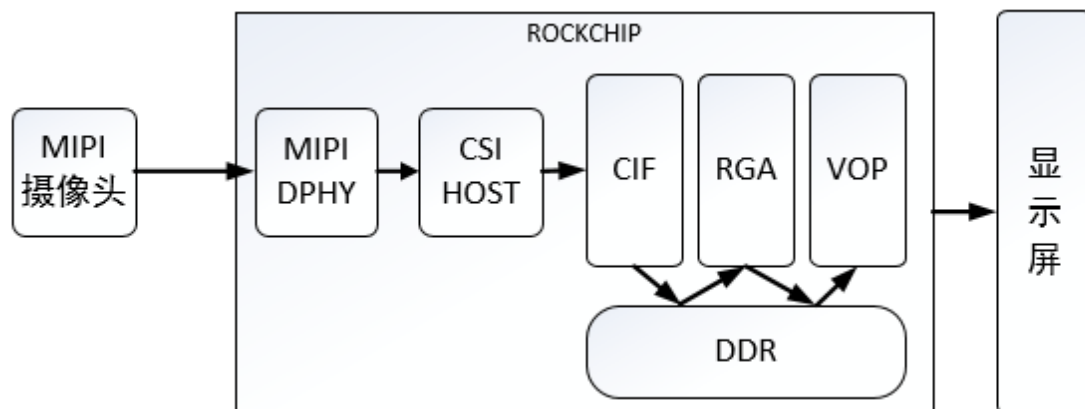 ROCKCHIP
MIPI
摄像头
MIPI
DPHY
CSI
HOST
CIF
RGA
VOP
DDR
显
示
屏